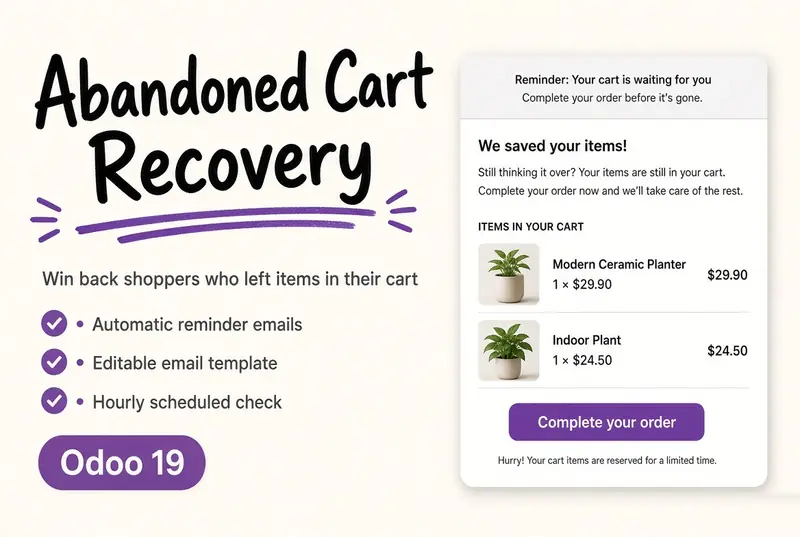 Abandoned Cart
Recovery
Win back shoppers who left items in their cart
• Automatic reminder emails
• Editable email template
• Hourly scheduled check
Odoo 19
Reminder: Your cart is waiting for you
Complete your order before it's gone.
We saved your items!
Still thinking it over? Your items are still in your cart.
Complete your order now and we'll take care of the rest.
ITEMS IN YOUR CART
Modern Ceramic Planter
1 × $29.90
$29.90
Indoor Plant
1 × $24.50
$24.50
Complete your order
Hurry! Your cart items are reserved for a limited time.